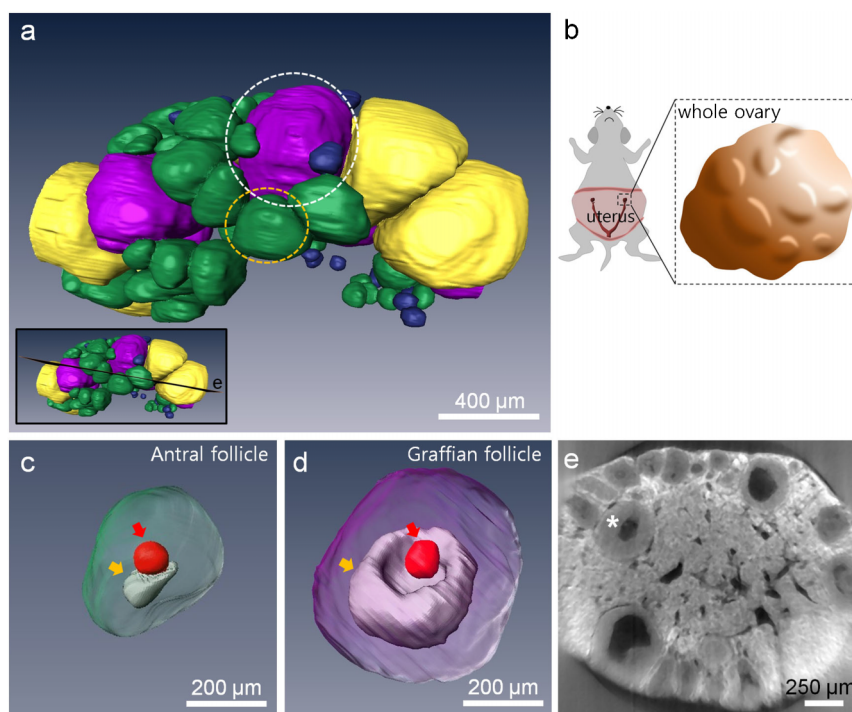 a
e
400 µm
b
whole ovary
uterus
c
Antral follicle
200 µm
d
Graffian follicle
200 µm
e
*
250 µm